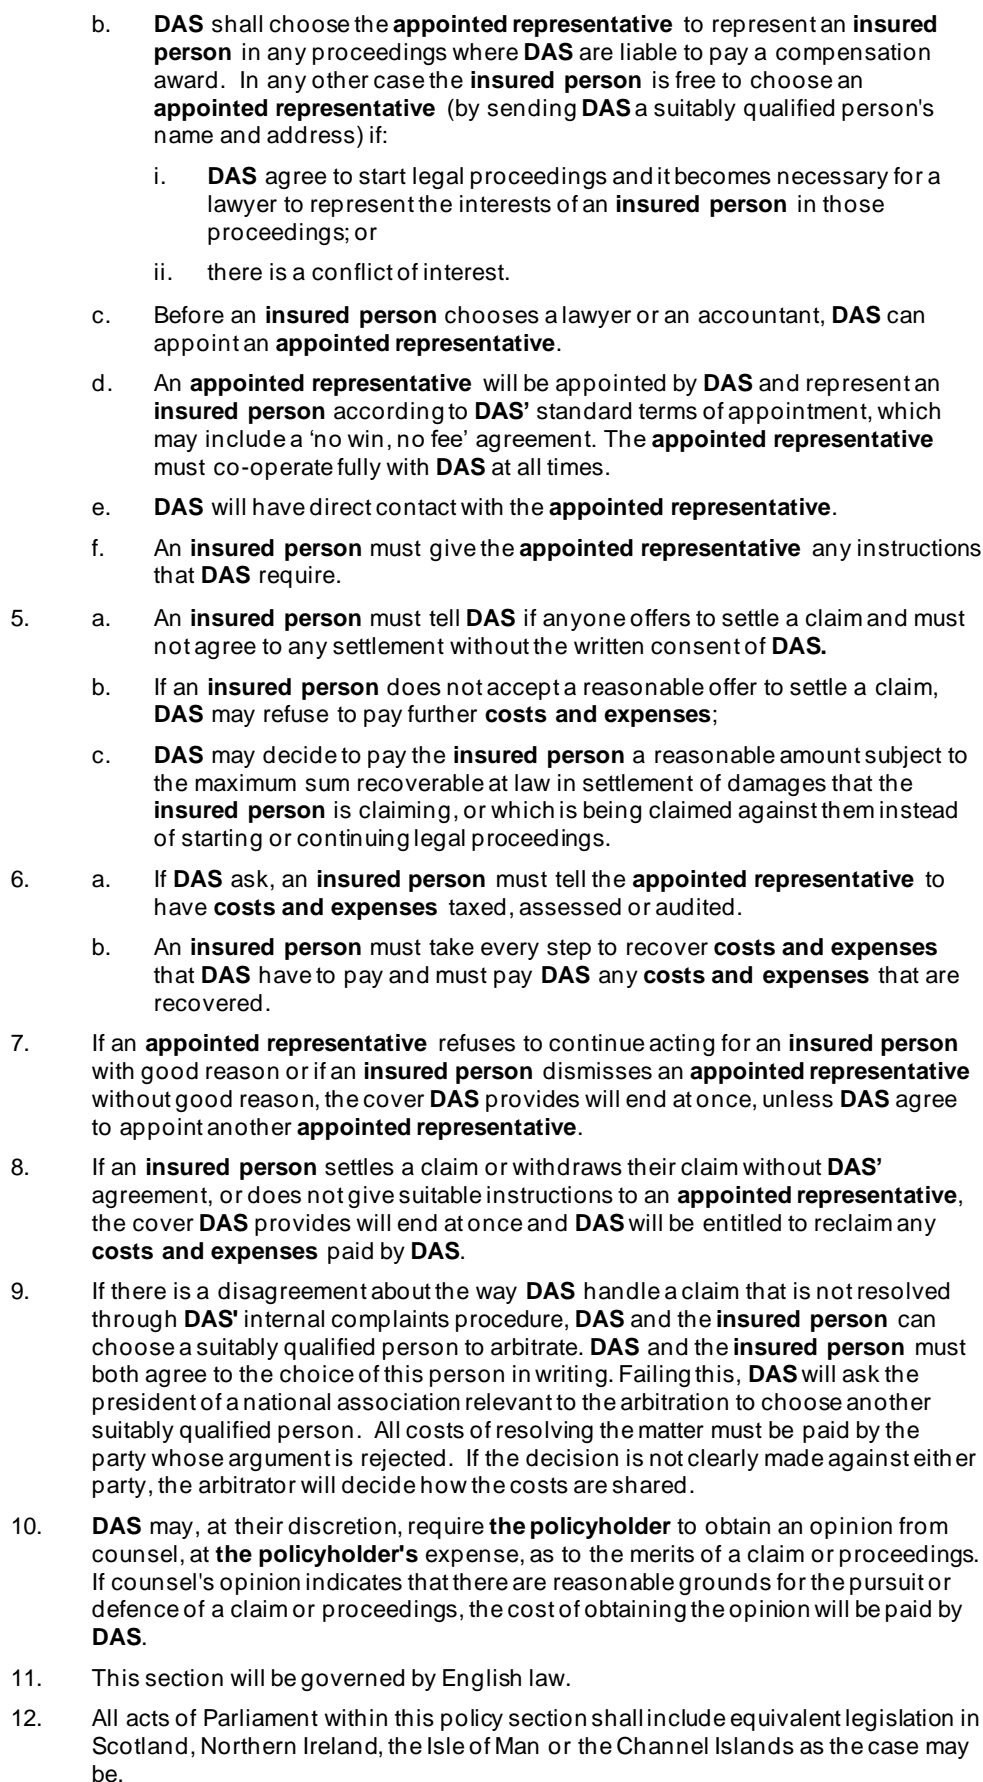 b. DAS shall choose the appointed representative to represent an insured
person in any proceedings where DAS are liable to pay a compensation
award. In any other case the insured person is free to choose an
appointed representative (by sending DAS a suitably qualified person's
name and address) if:
i. DAS agree to start legal proceedings and it becomes necessary for a
lawyer to represent the interests of an insured person in those
proceedings; or
ii. there is a conflict of interest.
c. Before an insured person chooses a lawyer or an accountant, DAS can
appoint an appointed representative.
d. An appointed representative will be appointed by DAS and represent an
insured person according to DAS’ standard terms of appointment, which
may include a ‘no win, no fee’ agreement. The appointed representative
must co-operate fully with DAS at all times.
e. DAS will have direct contact with the appointed representative.
f. An insured person must give the appointed representative any instructions
that DAS require.
5. a. An insured person must tell DAS if anyone offers to settle a claim and must
not agree to any settlement without the written consent of DAS.
b. If an insured person does not accept a reasonable offer to settle a claim,
DAS may refuse to pay further costs and expenses;
c. DAS may decide to pay the insured person a reasonable amount subject to
the maximum sum recoverable at law in settlement of damages that the
insured person is claiming, or which is being claimed against them instead
of starting or continuing legal proceedings.
6. a. If DAS ask, an insured person must tell the appointed representative to
have costs and expenses taxed, assessed or audited.
b. An insured person must take every step to recover costs and expenses
that DAS have to pay and must pay DAS any costs and expenses that are
recovered.
7. If an appointed representative refuses to continue acting for an insured person
with good reason or if an insured person dismisses an appointed representative
without good reason, the cover DAS provides will end at once, unless DAS agree
to appoint another appointed representative.
8. If an insured person settles a claim or withdraws their claim without DAS’
agreement, or does not give suitable instructions to an appointed representative,
the cover DAS provides will end at once and DAS will be entitled to reclaim any
costs and expenses paid by DAS.
9. If there is a disagreement about the way DAS handle a claim that is not resolved
through DAS' internal complaints procedure, DAS and the insured person can
choose a suitably qualified person to arbitrate. DAS and the insured person must
both agree to the choice of this person in writing. Failing this, DAS will ask the
president of a national association relevant to the arbitration to choose another
suitably qualified person. All costs of resolving the matter must be paid by the
party whose argument is rejected. If the decision is not clearly made against either
party, the arbitrator will decide how the costs are shared.
10. DAS may, at their discretion, require the policyholder to obtain an opinion from
counsel, at the policyholder's expense, as to the merits of a claim or proceedings.
If counsel's opinion indicates that there are reasonable grounds for the pursuit or
defence of a claim or proceedings, the cost of obtaining the opinion will be paid by
DAS.
11. This section will be governed by English law.
12. All acts of Parliament within this policy section shall include equivalent legislation in
Scotland, Northern Ireland, the Isle of Man or the Channel Islands as the case may
be.